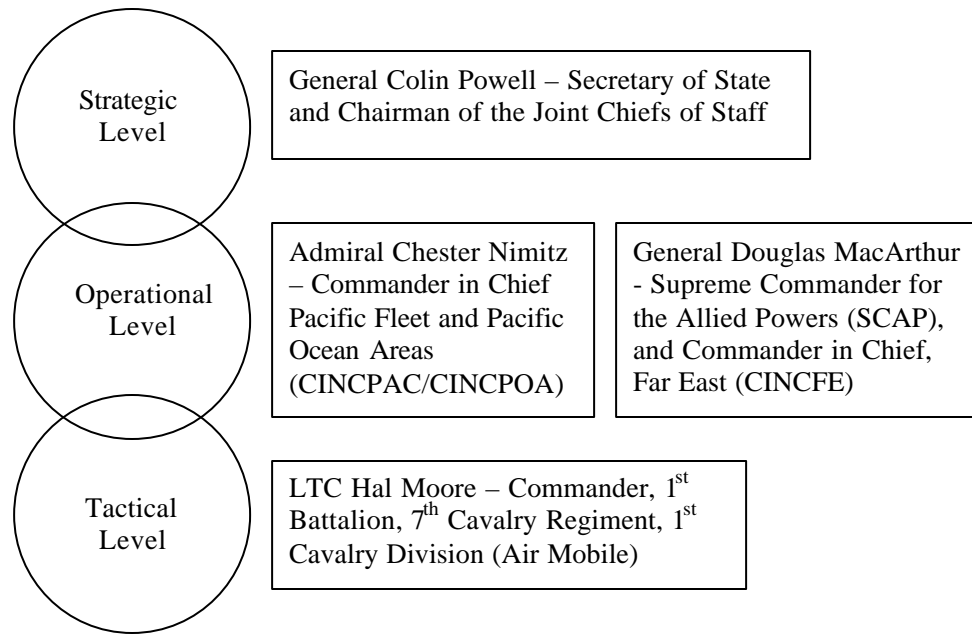 Strategic
Level
General Colin Powell – Secretary of State
and Chairman of the Joint Chiefs of Staff
Operational
Level
Admiral Chester Nimitz
– Commander in Chief
Pacific Fleet and Pacific
Ocean Areas
(CINCPAC/CINCPOA)
General Douglas MacArthur
- Supreme Commander for
the Allied Powers (SCAP),
and Commander in Chief,
Far East (CINCFE)
Tactical
Level
LTC Hal Moore – Commander, 1st
Battalion, 7th Cavalry Regiment, 1st
Cavalry Division (Air Mobile)